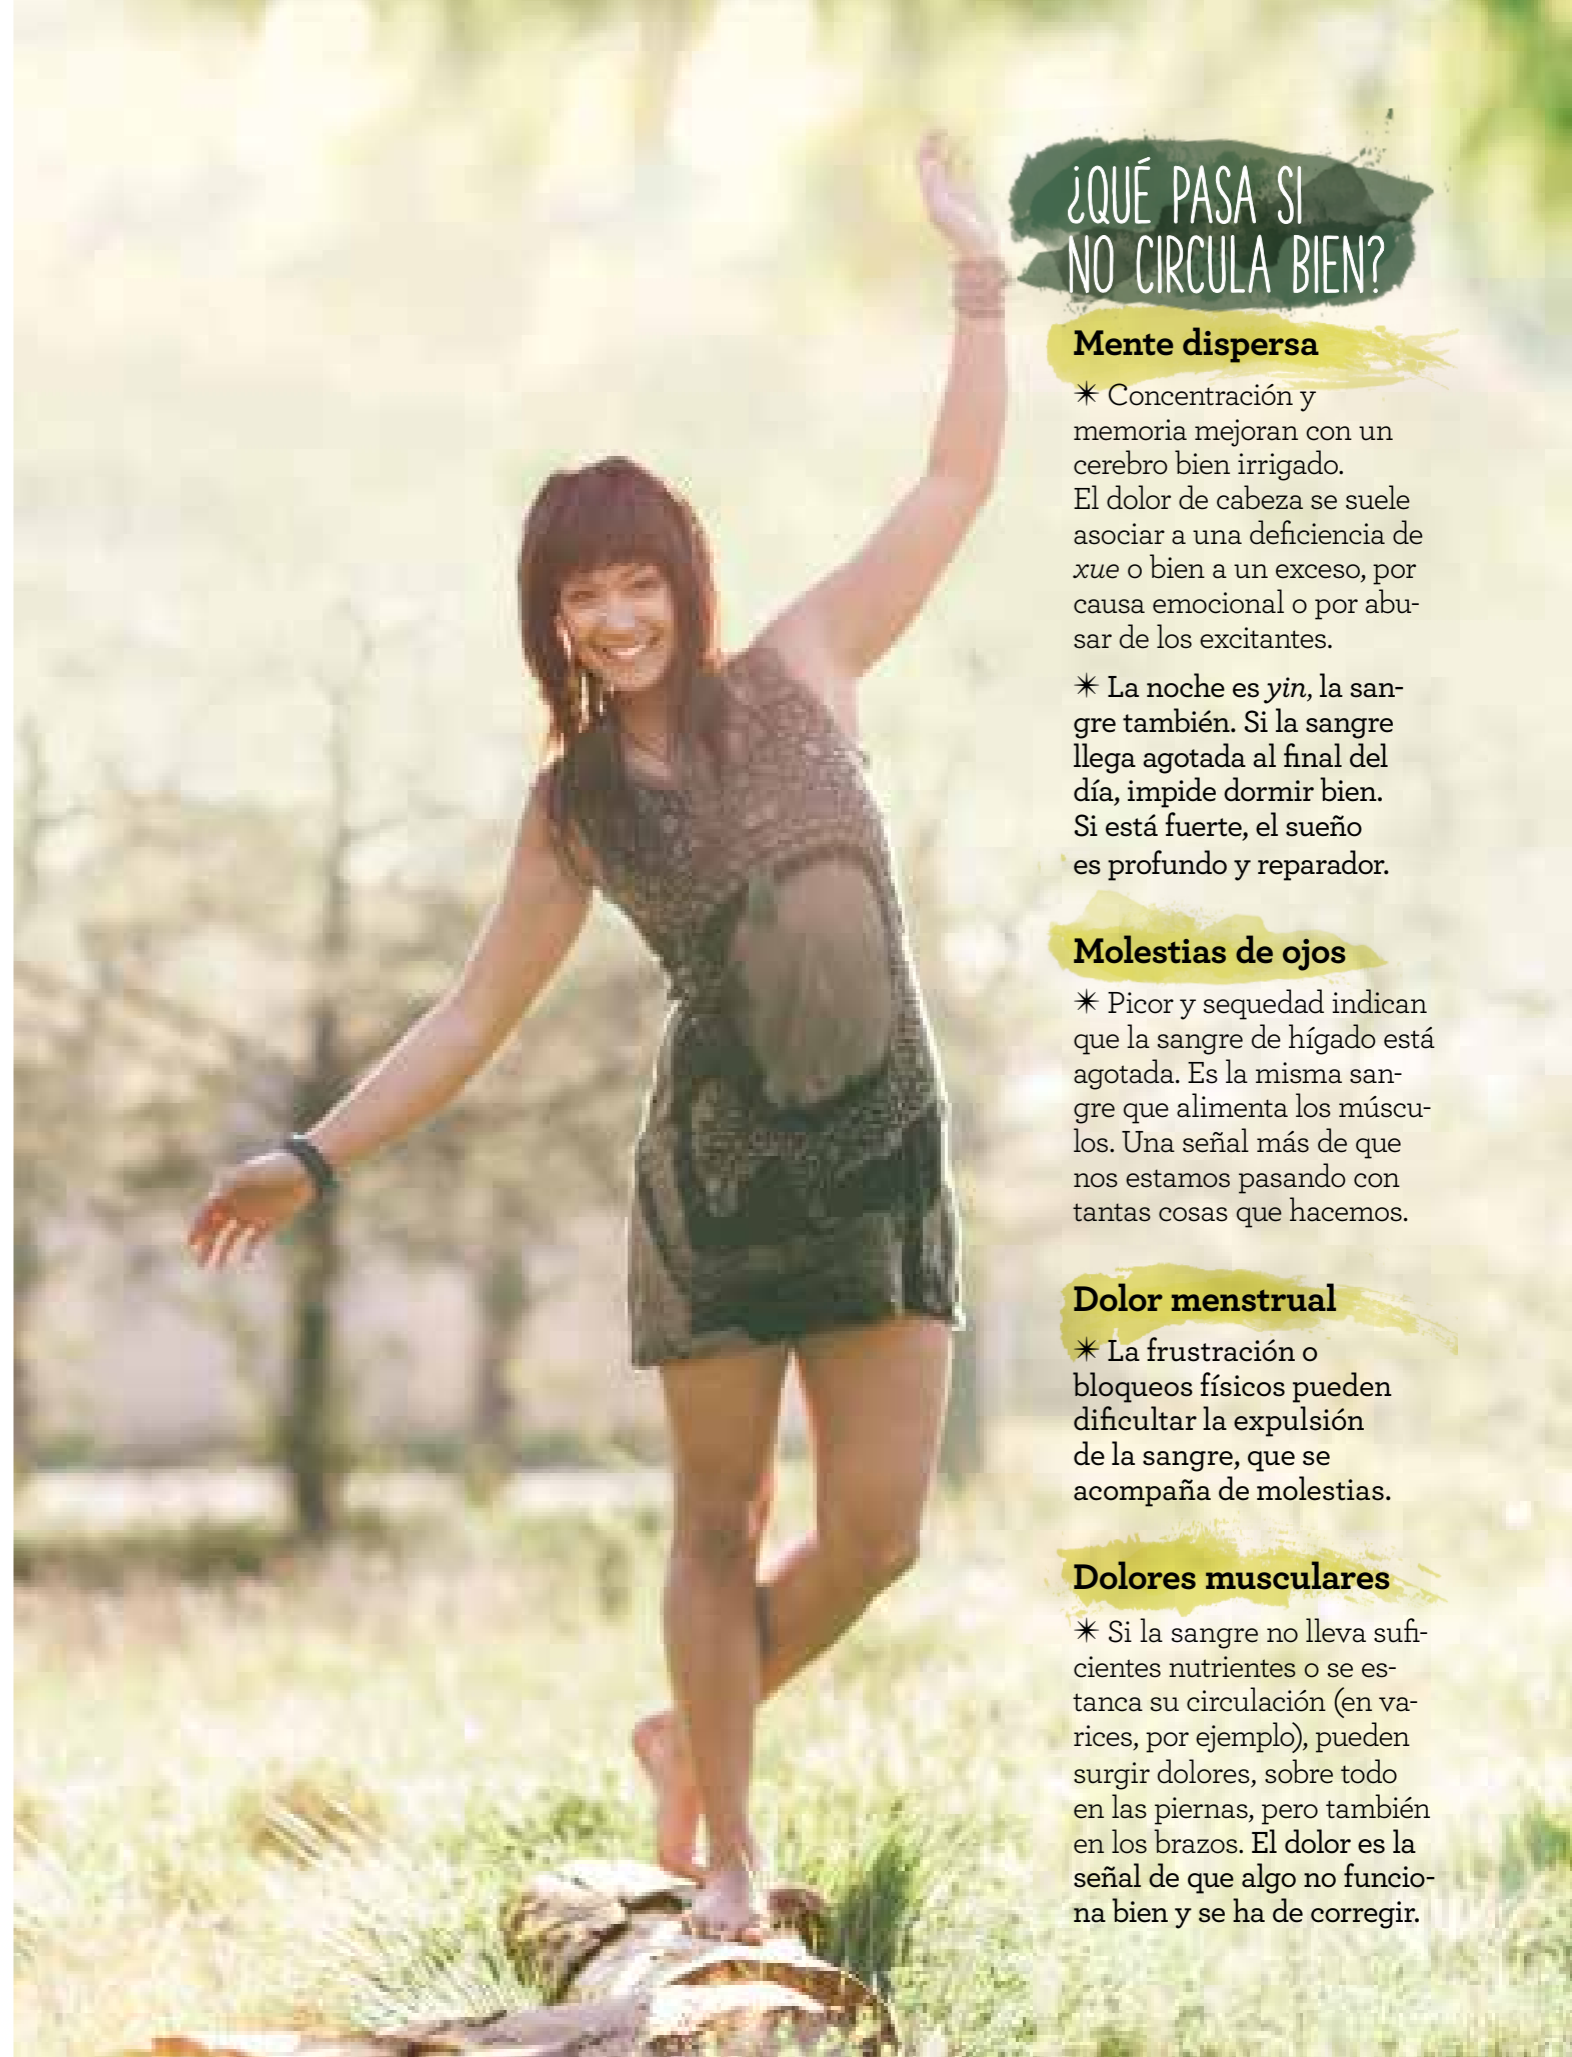 ¿QUÉ PASA SI
NO CIRCULA BIEN?
Mente dispersa
✴ Concentración y
memoria mejoran con un
cerebro bien irrigado.
El dolor de cabeza se suele
asociar a una deficiencia de
xue o bien a un exceso, por
causa emocional o por abu-
sar de los excitantes.
✴ La noche es yin, la san-
gre también. Si la sangre
llega agotada al final del
día, impide dormir bien.
Si está fuerte, el sueño
es profundo y reparador.
Molestias de ojos
✴ Picor y sequedad indican
que la sangre de hígado está
agotada. Es la misma san-
gre que alimenta los múscu-
los. Una señal más de que
nos estamos pasando con
tantas cosas que hacemos.
Dolor menstrual
✴ La frustración o
bloqueos físicos pueden
dificultar la expulsión
de la sangre, que se
acompaña de molestias.
Dolores musculares
✴ Si la sangre no lleva sufi-
cientes nutrientes o se es-
tanca su circulación (en va-
rices, por ejemplo), pueden
surgir dolores, sobre todo
en las piernas, pero también
en los brazos. El dolor es la
señal de que algo no funcio-
na bien y se ha de corregir.